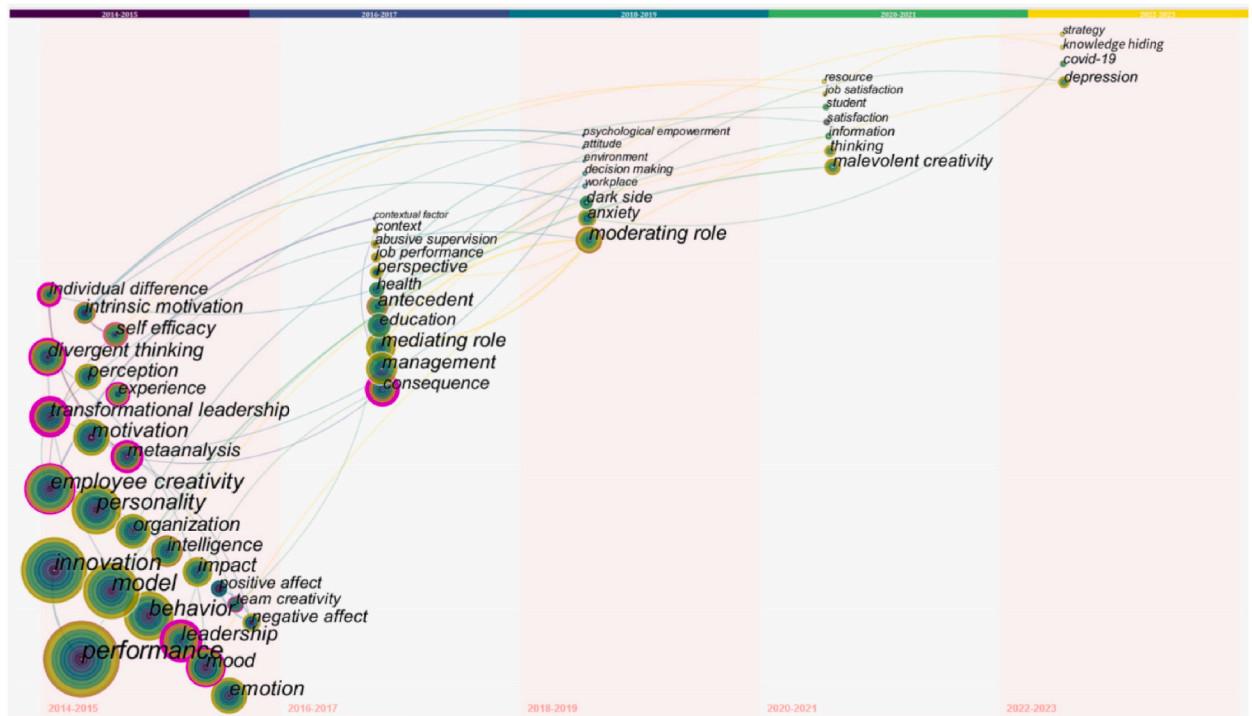 2014-2015
2016-2017
2018-2019
2020-2021
2022-2023
strategy
knowledge hiding
covid-19
depression
resource
job satisfaction
student
satisfaction
information
thinking
malevolent creativity
psychological empowerment
attitude
environment
decision making
workplace
dark side
anxiety
moderating role
contextual factor
context
abusive supervision
job performance
perspective
health
antecedent
education
mediating role
management
consequence
individual difference
intrinsic motivation
self efficacy
divergent thinking
perception
experience
transformational leadership
motivation
metaanalysis
employee creativity
personality
organization
intelligence
innovation
impact
model
positive affect
team creativity
behavior
negative affect
leadership
performance
mood
emotion
2014-2015
2016-2017
2018-2019
2020-2021
2022-2023